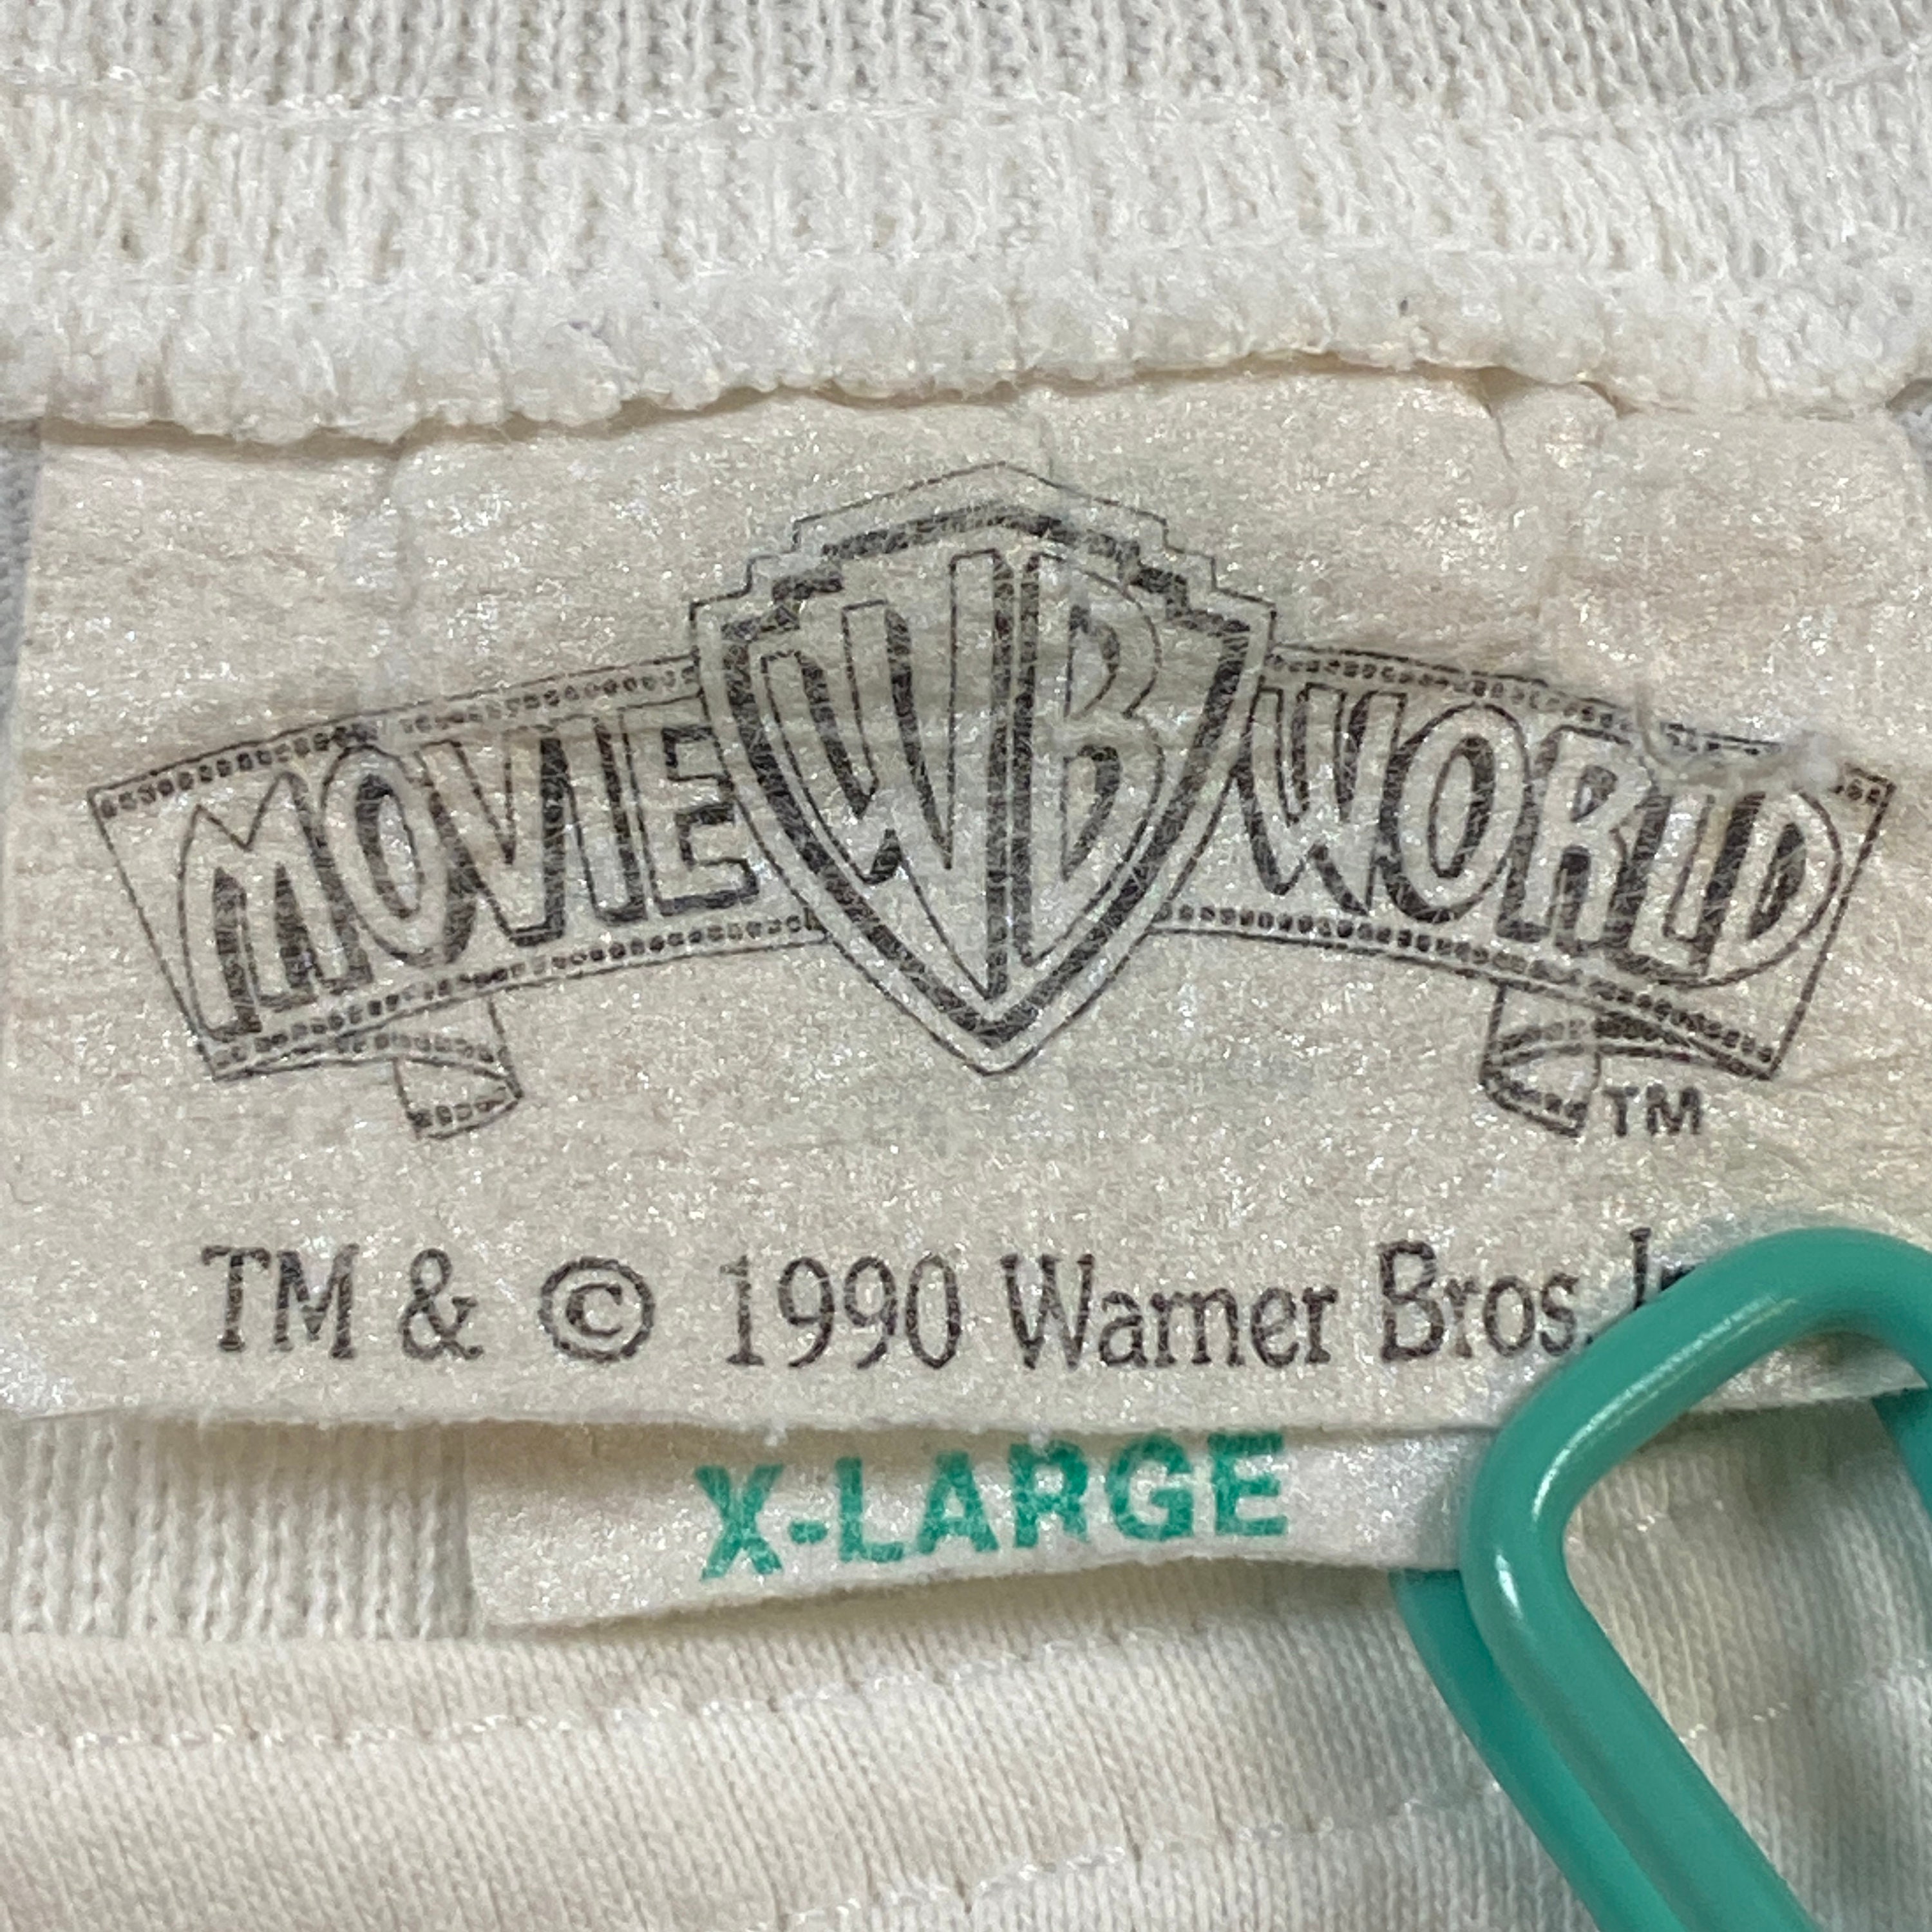 MOVIE WB WORLD
TM
TM & © 1990 Warner Bros.
X-LARGE